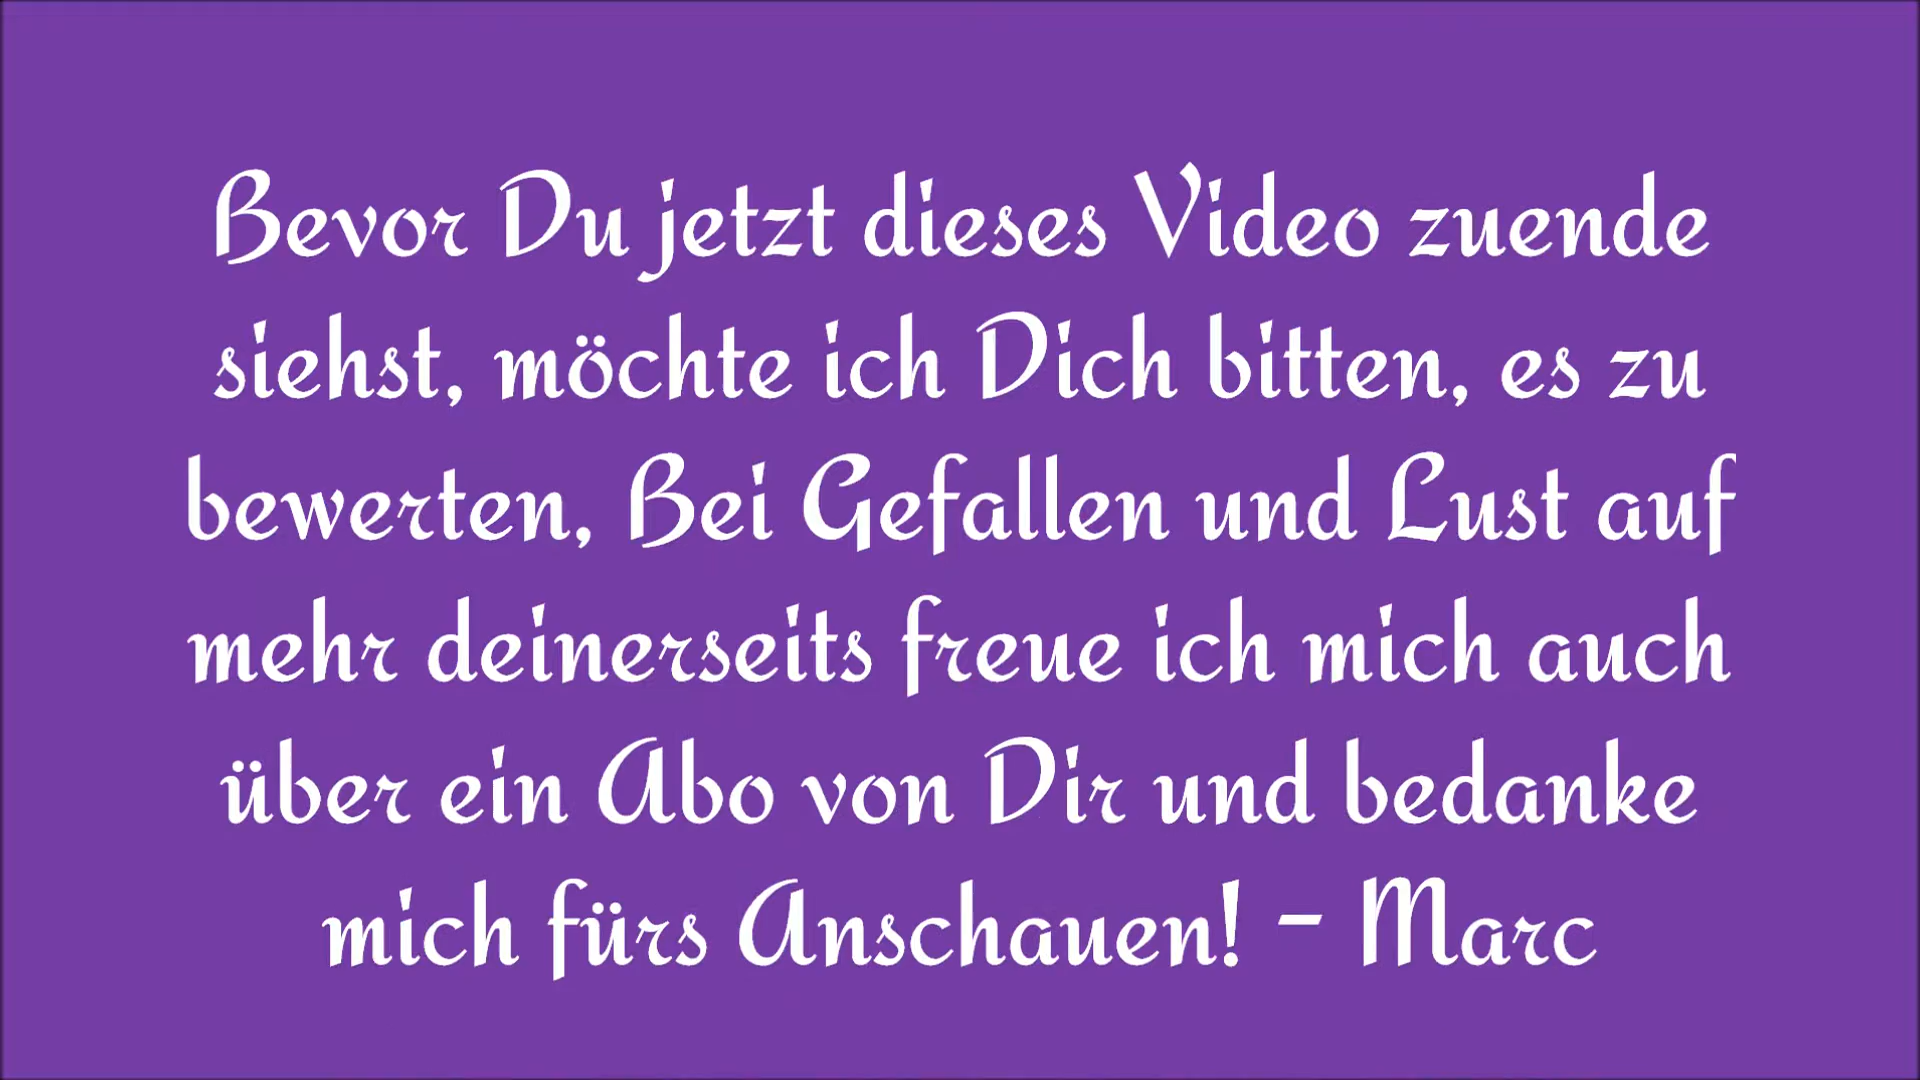 Bevor Du jetzt dieses Video zuende
siehst, möchte ich Dich bitten, es zu
bewerten, Bei Gefallen und Lust auf
mehr deinerseits freue ich mich auch
über ein Abo von Dir und bedanke
mich fürs Anschauen! - Marc